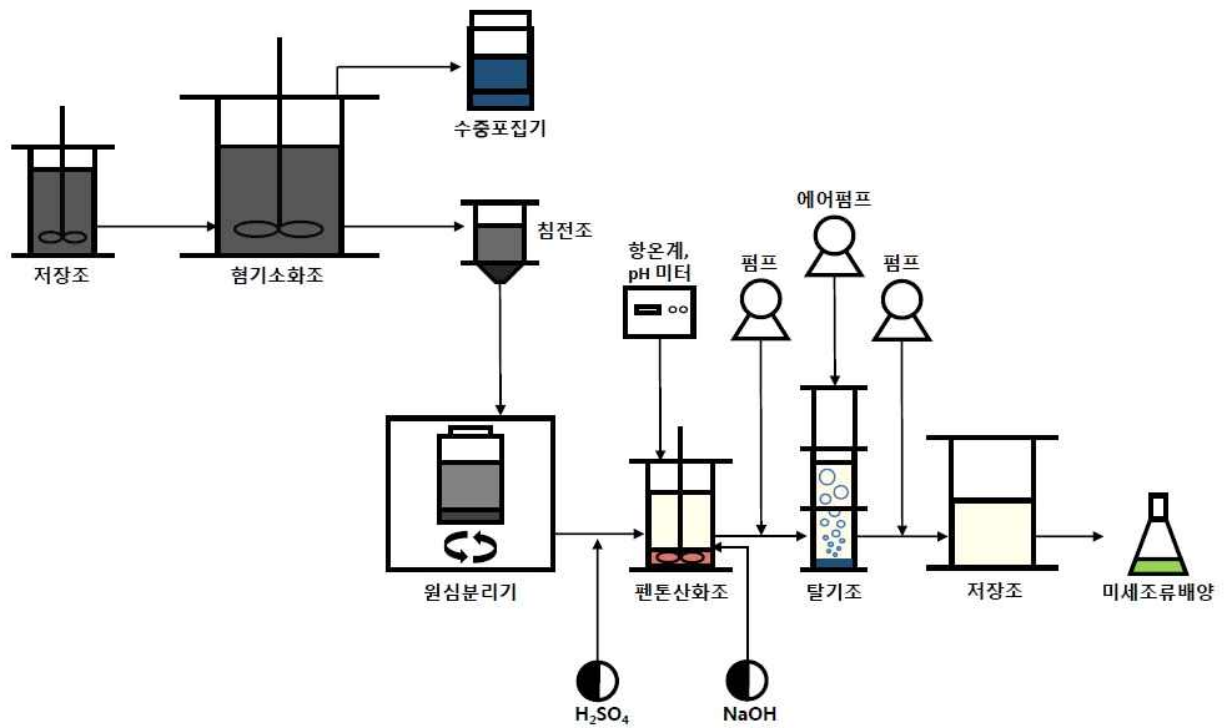 수중포집기
에어펌프
침전조
항온계,
pH 미터
펌프
펌프
저장조
혐기소화조
원심분리기
펜톤산화조
탈기조
저장조
미세조류배양
H₂SO₄
NaOH